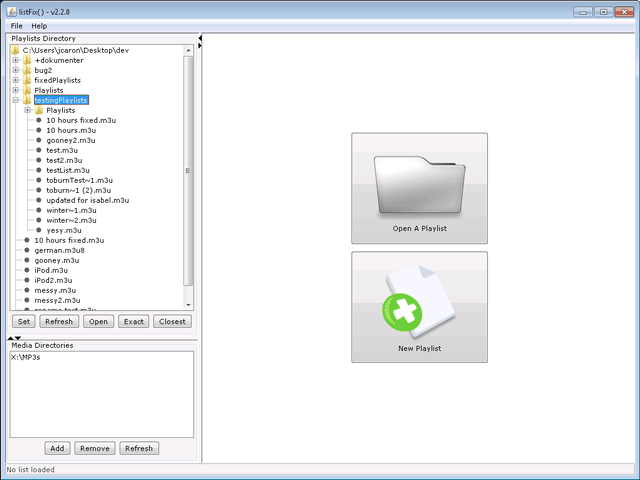 listFix() - v2.2.0
File Help
Playlists Directory
C:\Users\jcaron\Desktop\dev
+dokumenter
bug2
fixedPlaylists
Playlists
testingPlaylists
Playlists
10 hours fixed.m3u
10 hours.m3u
gooney2.m3u
test.m3u
test2.m3u
testList.m3u
toburnTest~1.m3u
toburn~1 (2).m3u
updated for isabel.m3u
winter~1.m3u
winter~2.m3u
yesy.m3u
10 hours fixed.m3u
german.m3u8
gooney.m3u
iPod.m3u
iPod2.m3u
messy.m3u
messy2.m3u
Set Refresh Open Exact Closest
Media Directories
X:\MP3s
Add Remove Refresh
Open A Playlist
New Playlist
No list loaded